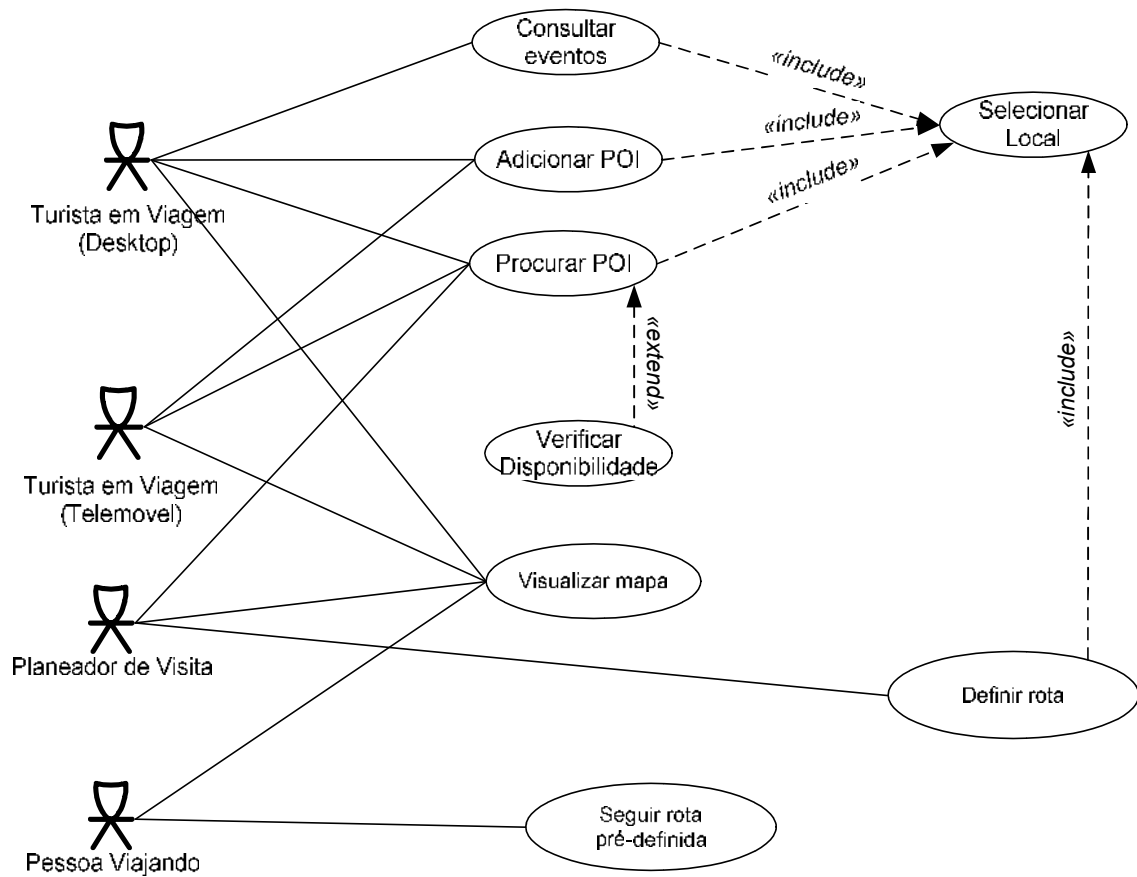 Consultar
eventos
«include»
Selecionar
Local
«include»
Adicionar POI
«include»
Turista em Viagem
(Desktop)
Procurar POI
«extend»
«include»
Verificar
Disponibilidade
Turista em Viagem
(Telemovel)
Visualizar mapa
Planeador de Visita
Definir rota
Seguir rota
pré-definida
Pessoa Viajando